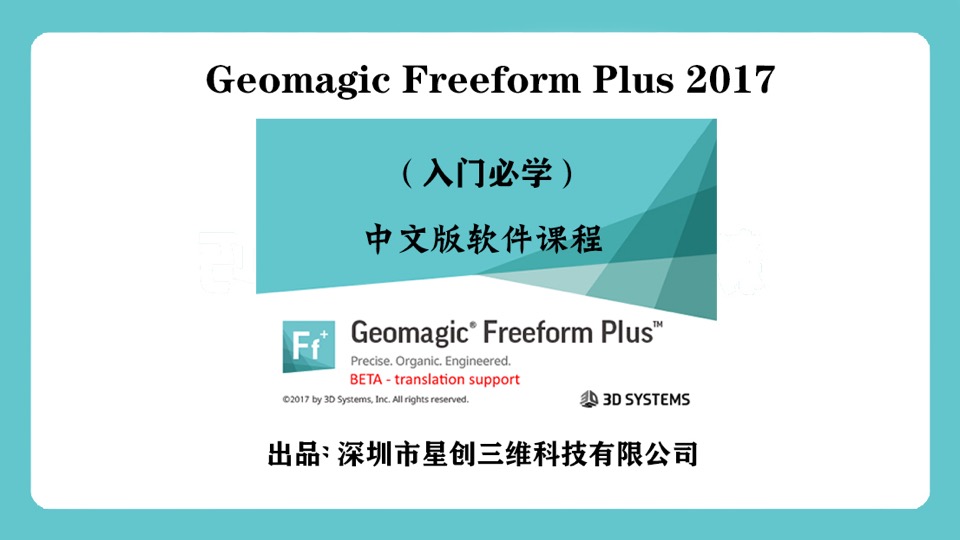 Geomagic Freeform Plus 2017
（入门必学）
中文版软件课程
Ff+
Geomagic® Freeform Plus™
Precise. Organic. Engineered.
BETA - translation support
©2017 by 3D Systems, Inc. All rights reserved.
3D SYSTEMS
出品：深圳市星创三维科技有限公司